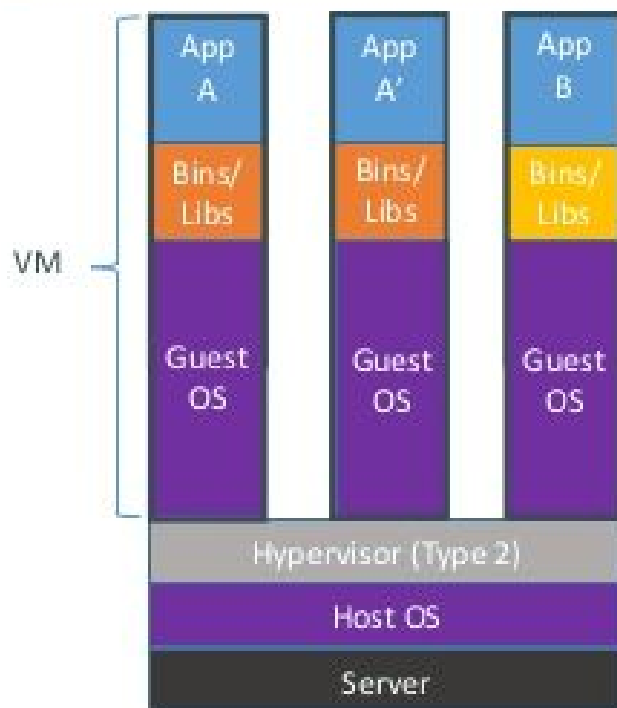 App
A
App
A’
App
B
Bins/
Libs
Bins/
Libs
Bins/
Libs
VM
Guest
OS
Guest
OS
Guest
OS
Hypervisor (Type 2)
Host OS
Server